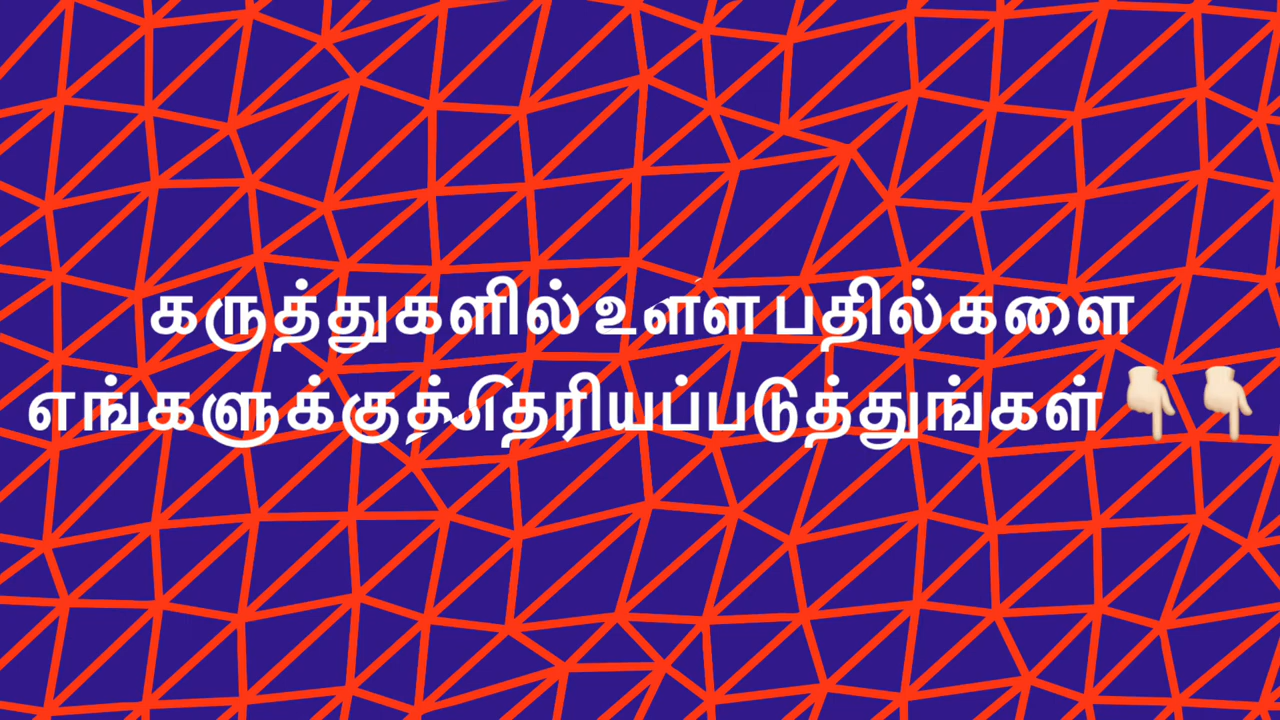 கருத்துகளில் உள்ள பதில்களை
எங்களுக்குத் தெரியப்படுத்துங்கள் 👇🏻👇🏻